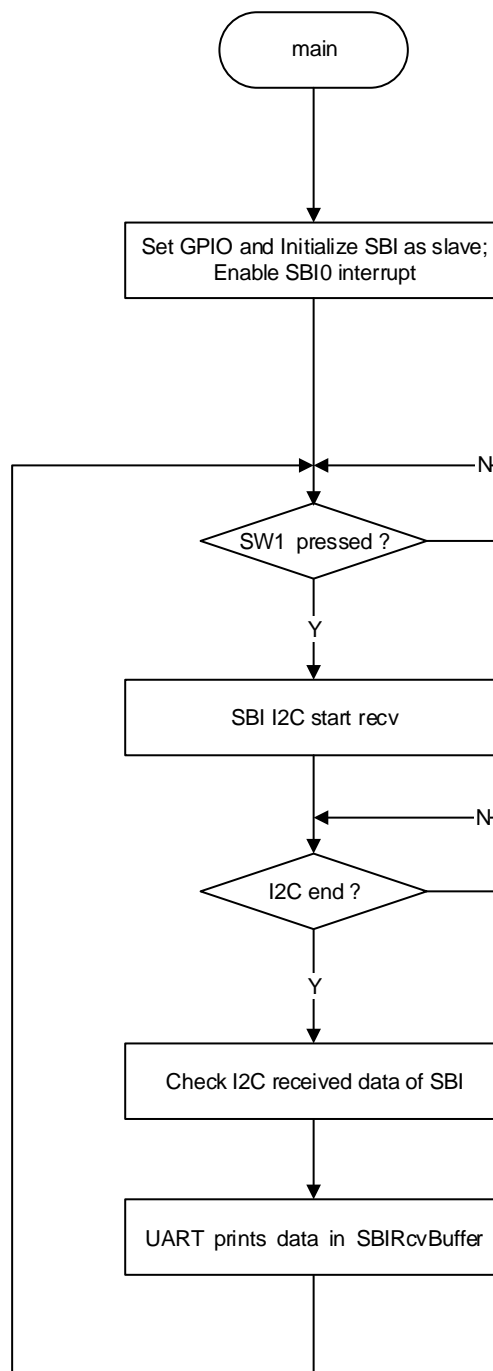 main
Set GPIO and Initialize SBI as slave;
Enable SBI0 interrupt
N
SW1 pressed ?
Y
SBI I2C start recv
N
I2C end ?
Y
Check I2C received data of SBI
UART prints data in SBIRcvBuffer